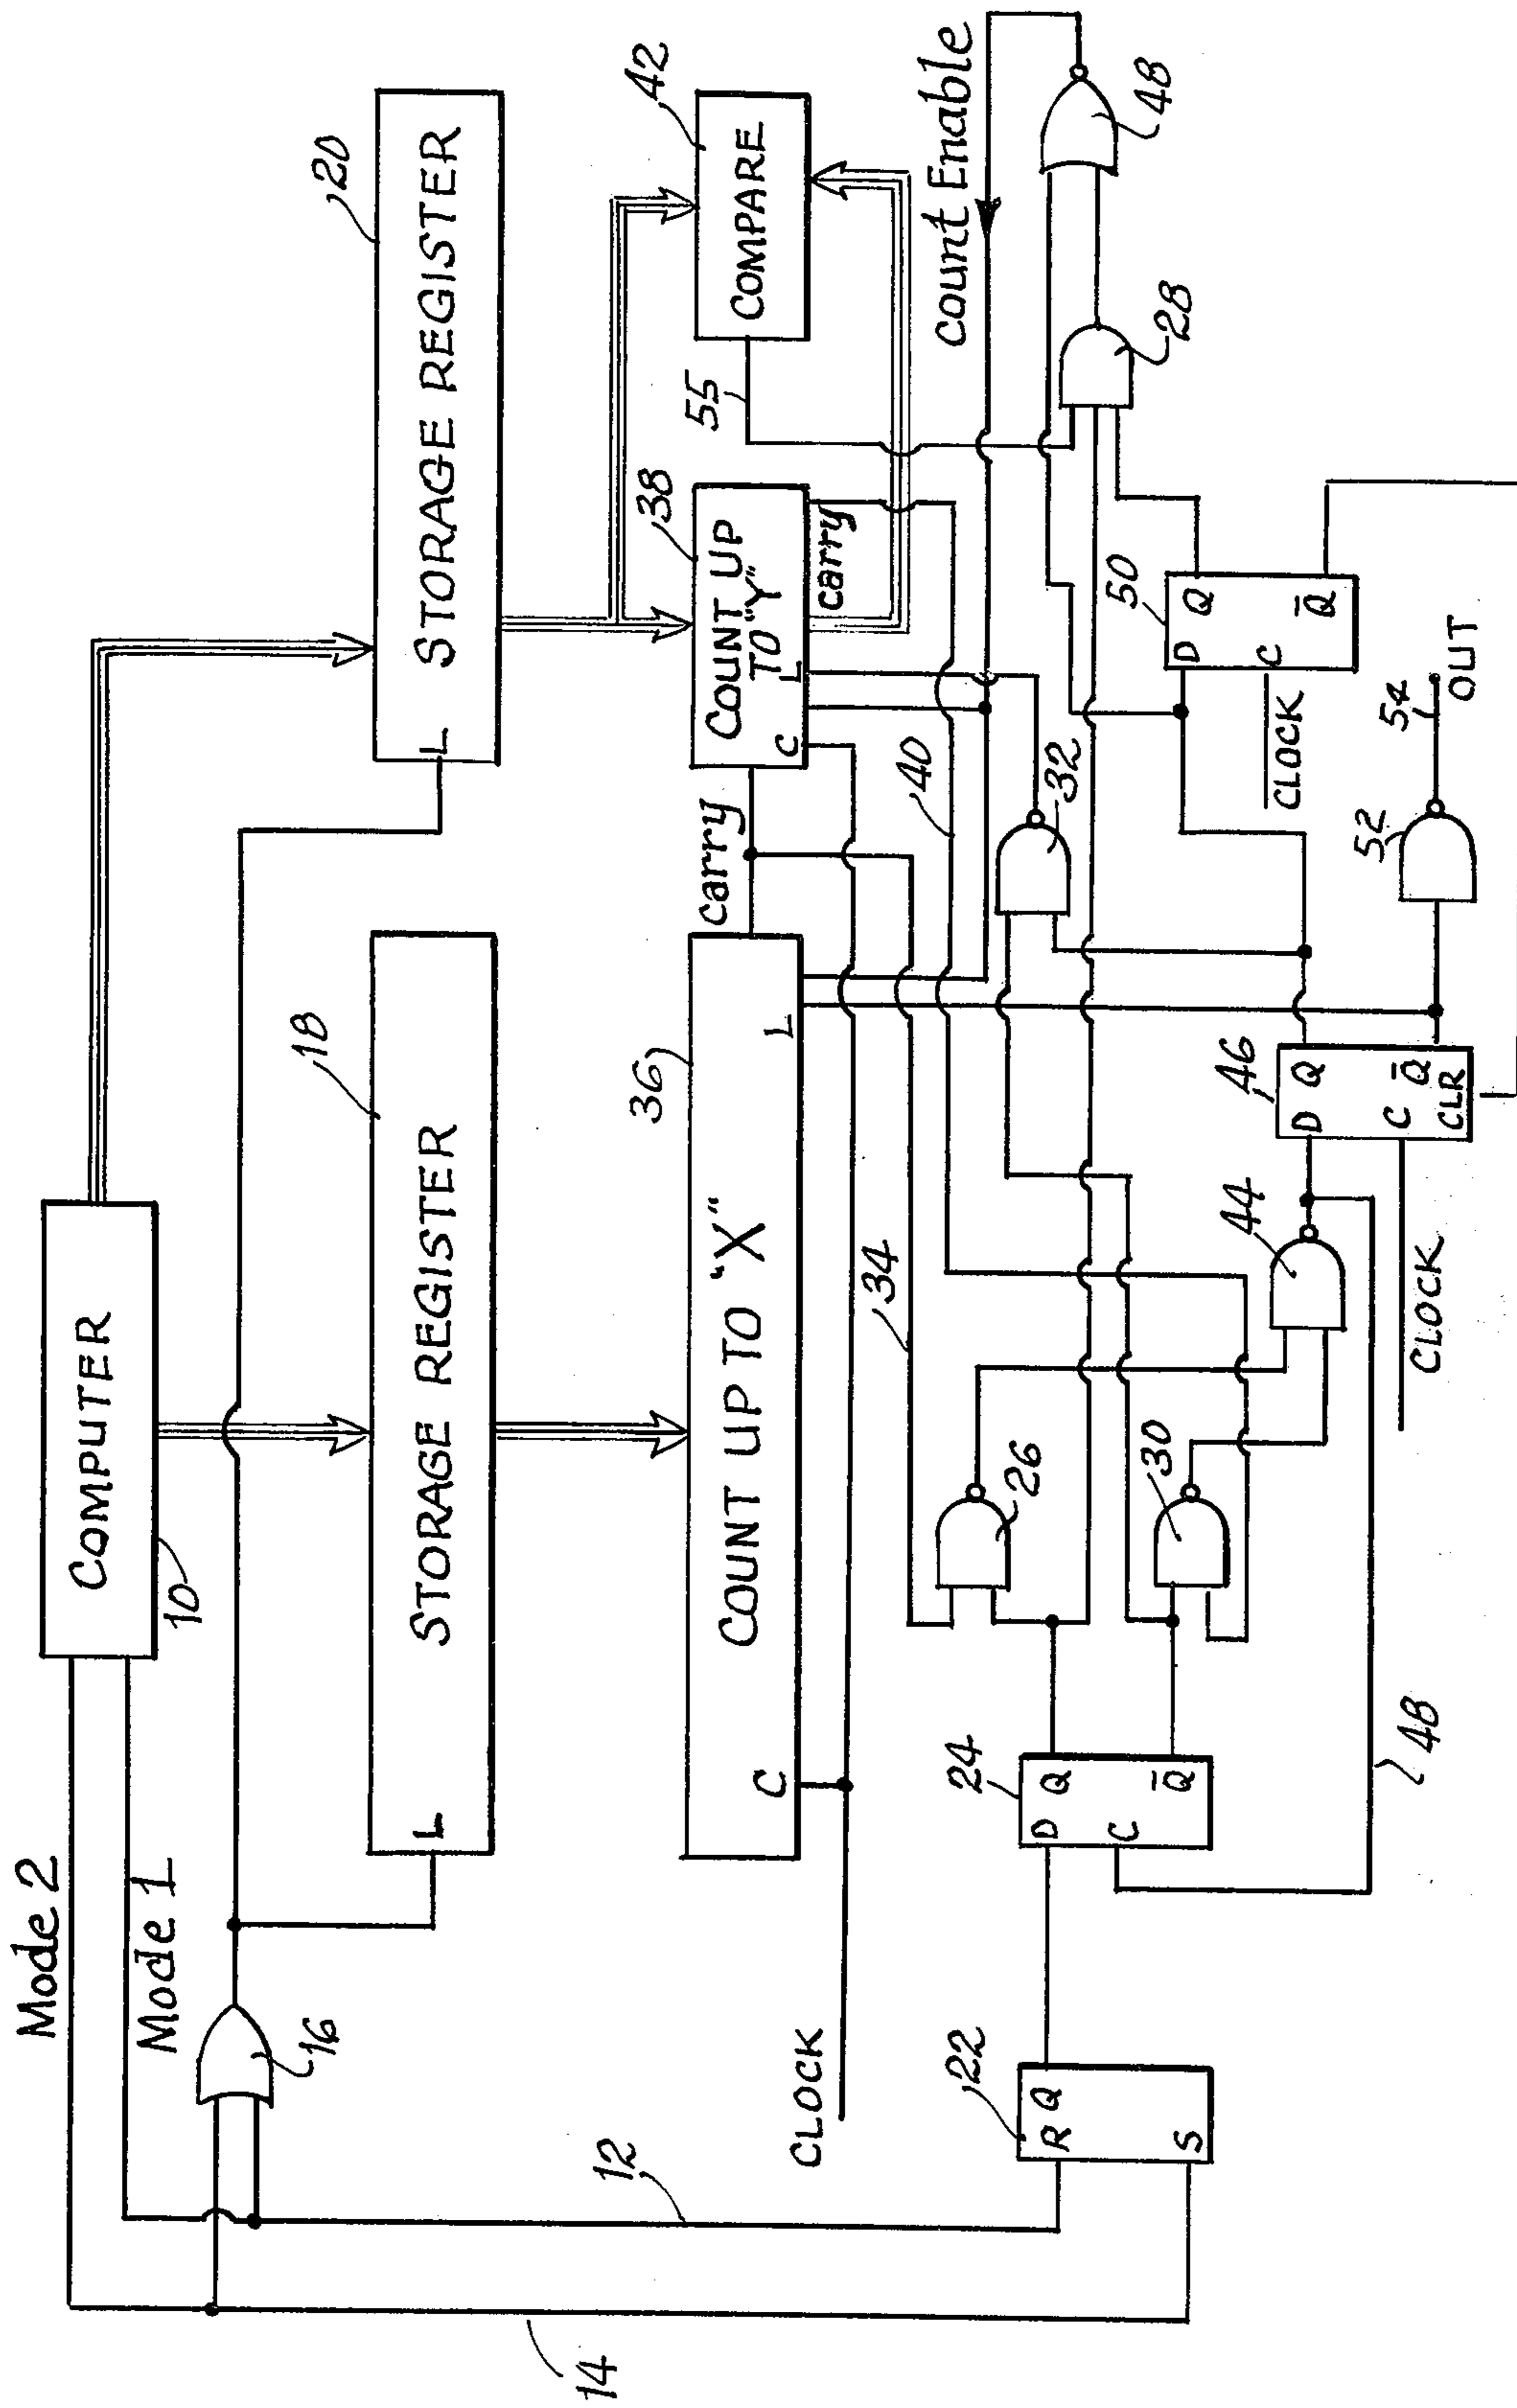 Mode 2
Mode 1
COMPUTER
10
16
14
12
L STORAGE REGISTER
18
L STORAGE REGISTER
20
COUNT UP TO "X"
36
C
L
carry
COUNT UP
TO "Y"
38
C
L
carry
COMPARE
42
55
CLOCK
34
40
Count Enable
22
R
Q
S
24
D
Q
C
Q̅
26
30
32
28
48
44
46
D
Q
C
Q̅
CLR
CLOCK
48
50
D
Q
C
Q̅
C̅L̅O̅C̅K̅
52
54
OUT